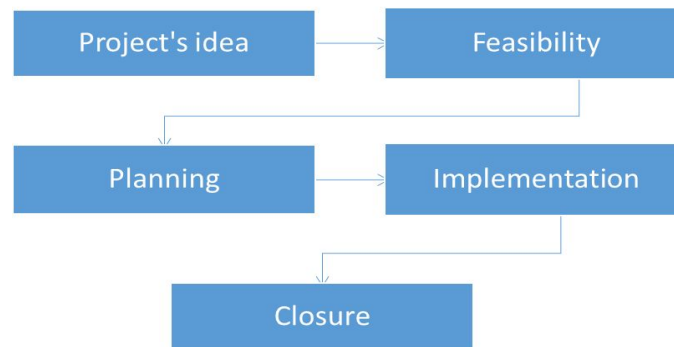 Project's idea
Feasibility
Planning
Implementation
Closure